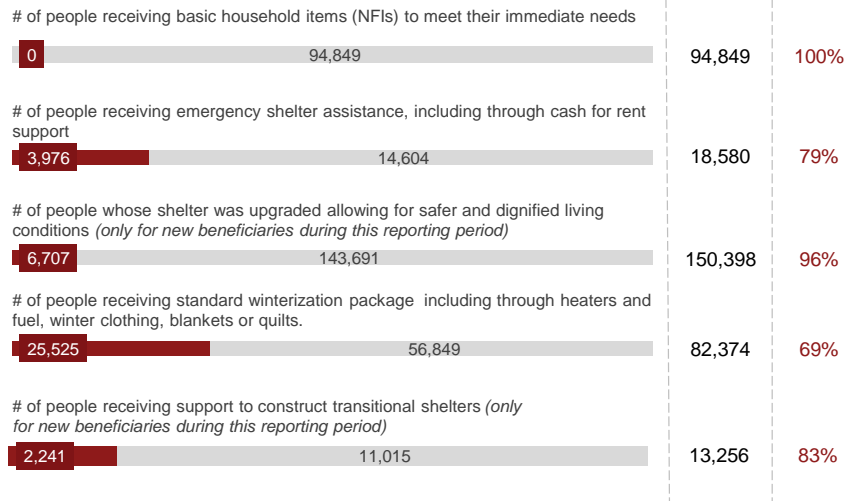 # of people receiving basic household items (NFIs) to meet their immediate needs
0 94,849 94,849 100%
# of people receiving emergency shelter assistance, including through cash for rent
support
3,976 14,604 18,580 79%
# of people whose shelter was upgraded allowing for safer and dignified living
conditions (only for new beneficiaries during this reporting period)
6,707 143,691 150,398 96%
# of people receiving standard winterization package including through heaters and
fuel, winter clothing, blankets or quilts.
25,525 56,849 82,374 69%
# of people receiving support to construct transitional shelters (only
for new beneficiaries during this reporting period)
2,241 11,015 13,256 83%